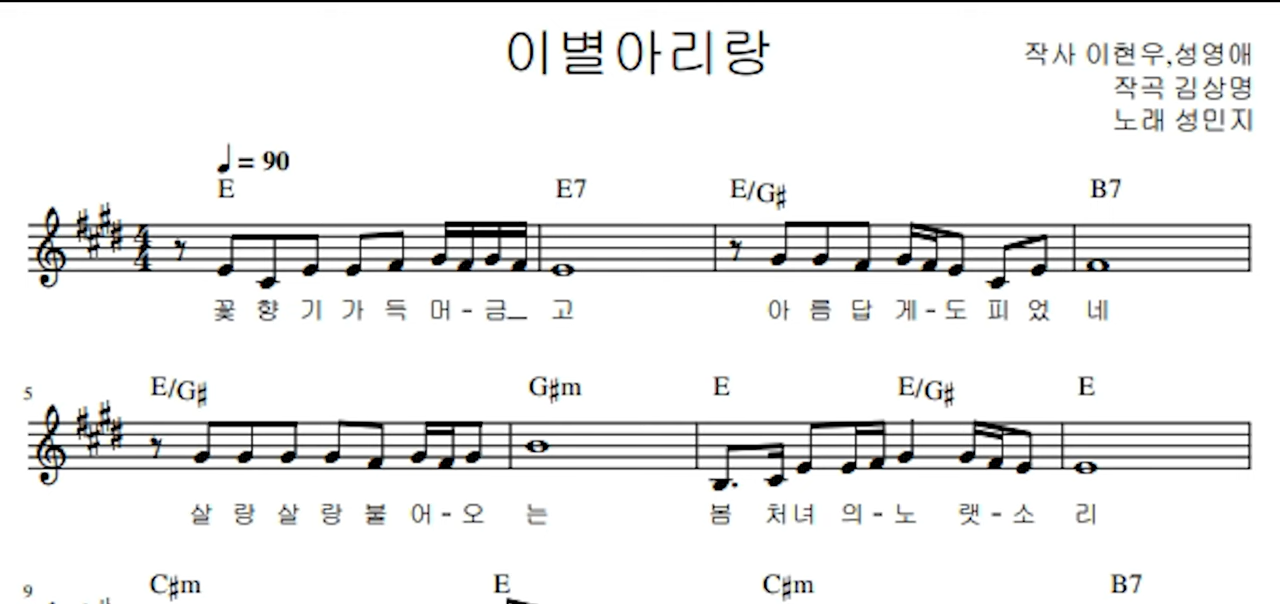 이별아리랑
작사 이현우,성영애
작곡 김상명
노래 성민지
♩ = 90
E E7 E/G♯ B7
꽃 향 기 가 득 머 - 금_ 고 아 름 답 게 - 도 피 었 네
5 E/G♯ G♯m E E/G♯ E
살 랑 살 랑 불 어 - 오 는 봄 처 녀 의 - 노 랫 - 소 리
9 C♯m E C♯m B7